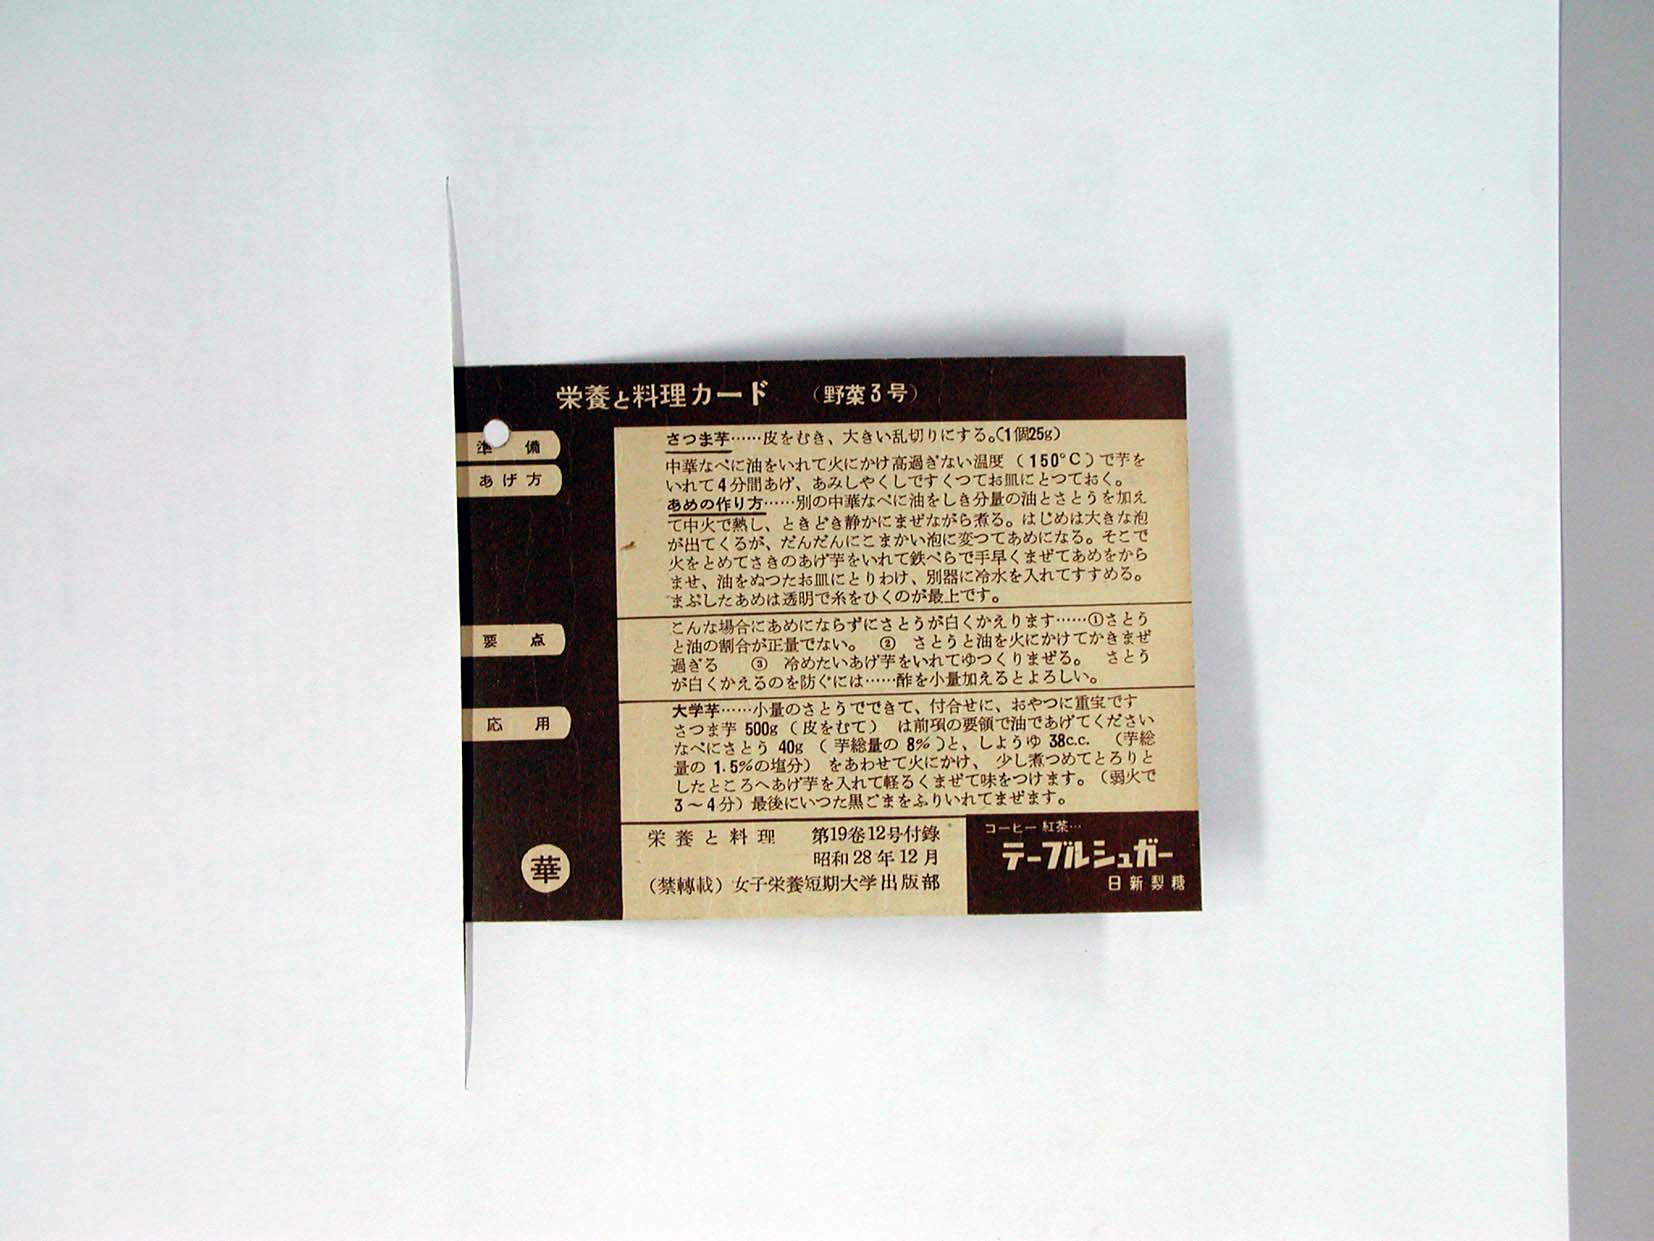 栄養と料理カード （野菜3号）
準備
さつま芋……皮をむき、大きい乱切りにする。(1個25g)
あげ方
中華なべに油をいれて火にかけ高過ぎない温度（150°C）で芋を
いれて4分間あげ、あみしやくしですくつてお皿にとつておく。
あめの作り方……別の中華なべに油をしき分量の油とさとうを加え
て中火で熱し、ときどき静かにまぜながら煮る。はじめは大きな泡
が出てくるが、だんだんにこまかい泡に変つてあめになる。そこで
火をとめてさきのあげ芋をいれて鉄べらで手早くまぜてあめをから
ませ、油をぬつたお皿にとりわけ、別器に冷水を入れてすすめる。
まぶしたあめは透明で糸をひくのが最上です。
要点
こんな場合にあめにならずにさとうが白くかえります……①さとう
と油の割合が正量でない。 ② さとうと油を火にかけてかきまぜ
過ぎる ③ 冷めたいあげ芋をいれてゆつくりまぜる。 さとう
が白くかえるのを防ぐには……酢を小量加えるとよろしい。
応用
大学芋……小量のさとうでできて、付合せに、おやつに重宝です
さつま芋 500g（皮をむて） は前項の要領で油であげてください
なべにさとう 40g （芋総量の 8%）と、しようゆ 38c.c. （芋総
量の 1.5%の塩分） をあわせて火にかけ、 少し煮つめてとろりと
したところへあげ芋を入れて軽るくまぜて味をつけます。（弱火で
3〜4分）最後にいつた黒ごまをふりいれてまぜます。
華
栄養と料理 第19巻12号付錄
昭和28年12月
（禁轉載）女子栄養短期大学出版部
コーヒー 紅茶…
テーブルシュガー
日新製糖